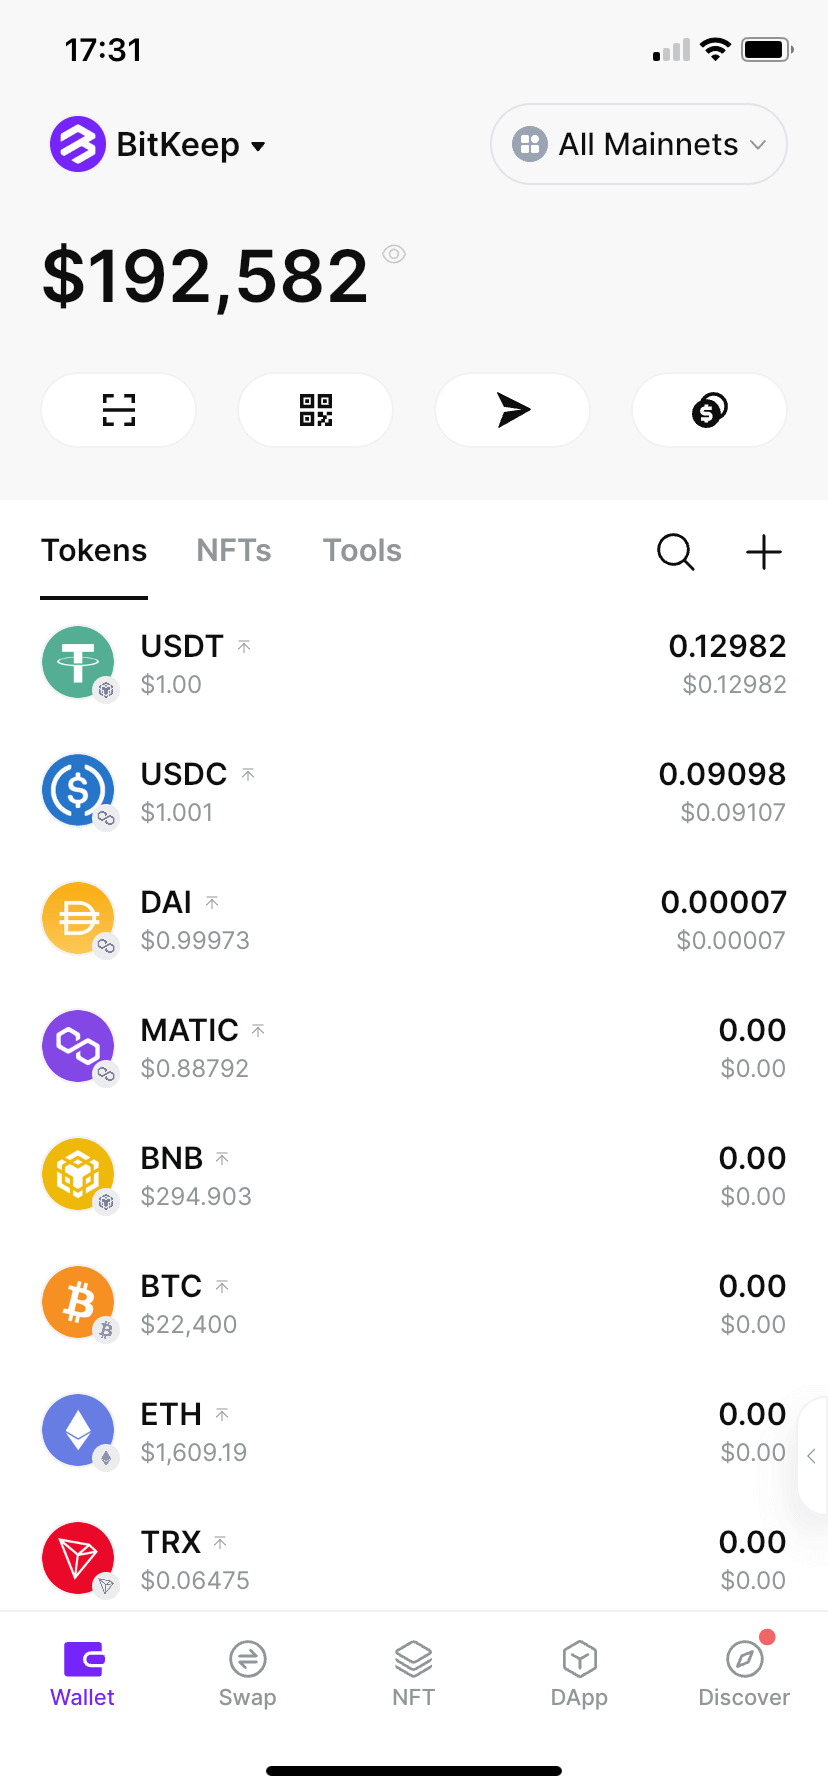 17:31
BitKeep
All Mainnets
$192,582
Tokens NFTs Tools
USDT 0.12982
$1.00 $0.12982
USDC 0.09098
$1.001 $0.09107
DAI 0.00007
$0.99973 $0.00007
MATIC 0.00
$0.88792 $0.00
BNB 0.00
$294.903 $0.00
BTC 0.00
$22,400 $0.00
ETH 0.00
$1,609.19 $0.00
TRX 0.00
$0.06475 $0.00
Wallet Swap NFT DApp Discover